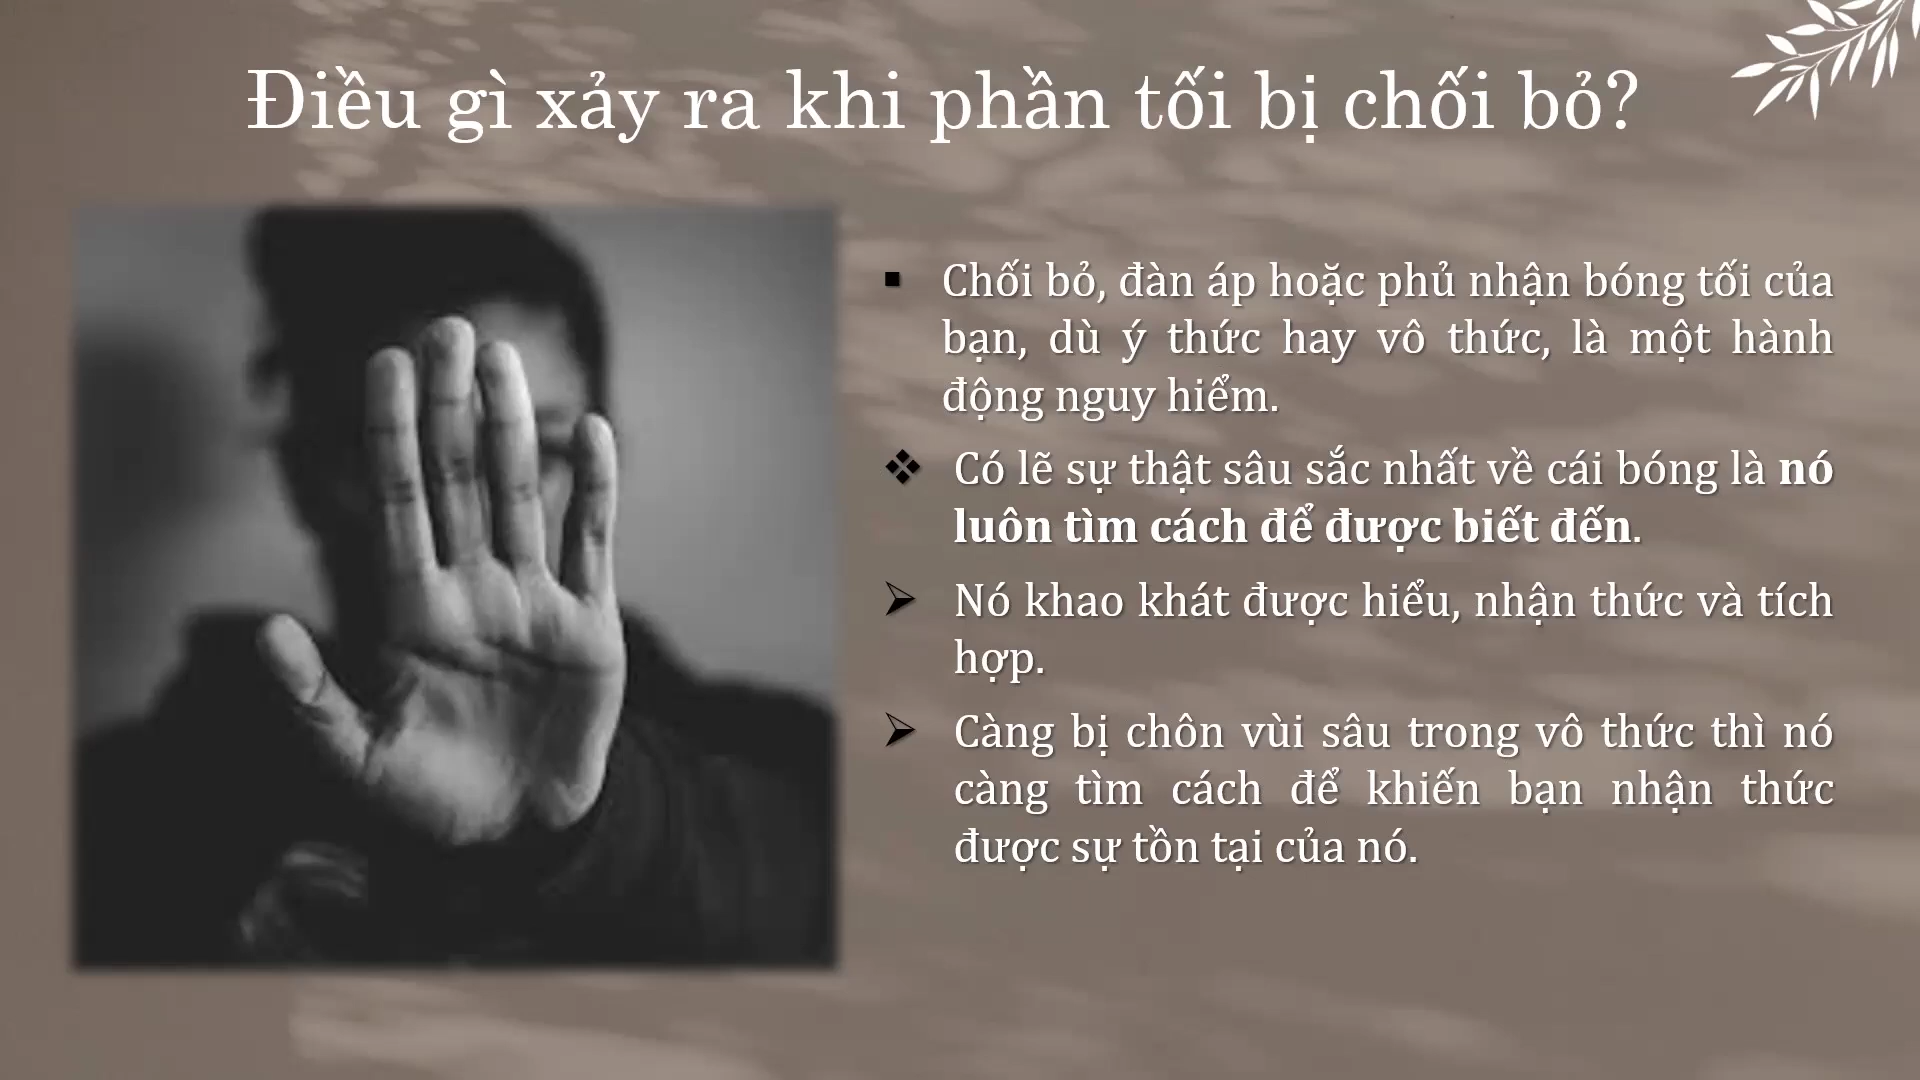 Điều gì xảy ra khi phần tối bị chối bỏ?
Chối bỏ, đàn áp hoặc phủ nhận bóng tối của
bạn, dù ý thức hay vô thức, là một hành
động nguy hiểm.
Có lẽ sự thật sâu sắc nhất về cái bóng là nó
luôn tìm cách để được biết đến.
Nó khao khát được hiểu, nhận thức và tích
hợp.
Càng bị chôn vùi sâu trong vô thức thì nó
càng tìm cách để khiến bạn nhận thức
được sự tồn tại của nó.